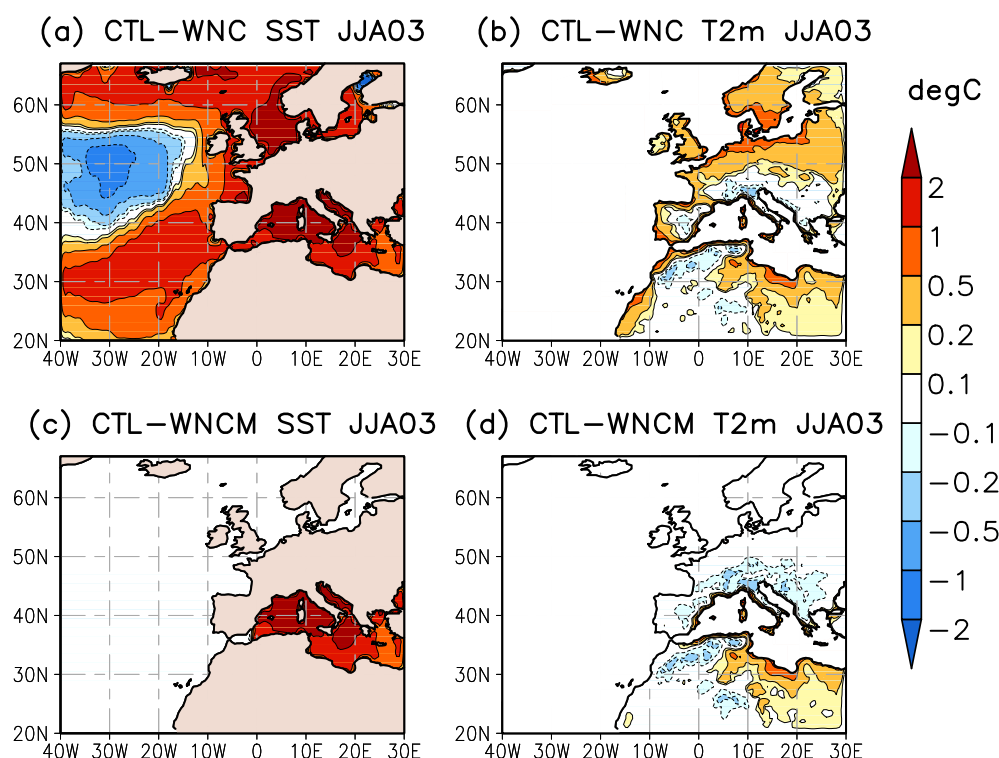 (a) CTL-WNC SST JJA03
(b) CTL-WNC T2m JJA03
degC
60N
50N
40N
30N
20N
40W 30W 20W 10W 0 10E 20E 30E
60N
50N
40N
30N
20N
40W 30W 20W 10W 0 10E 20E 30E
2
1
0.5
0.2
0.1
-0.1
-0.2
-0.5
-1
-2
(c) CTL-WNCM SST JJA03
(d) CTL-WNCM T2m JJA03
60N
50N
40N
30N
20N
40W 30W 20W 10W 0 10E 20E 30E
60N
50N
40N
30N
20N
40W 30W 20W 10W 0 10E 20E 30E